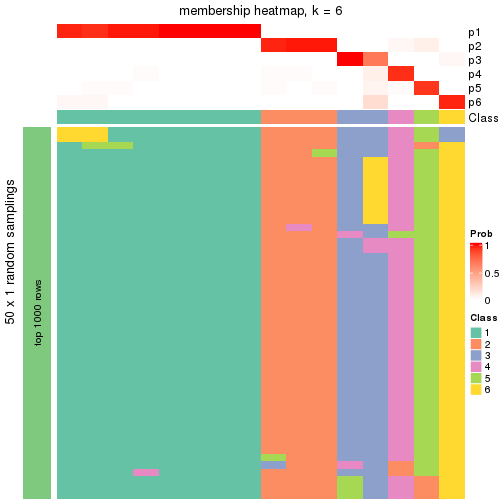 membership heatmap, k = 6
p1
p2
p3
p4
p5
p6
Class
50 x 1 random samplings
top 1000 rows
Prob
1
0.5
0
Class
1
2
3
4
5
6